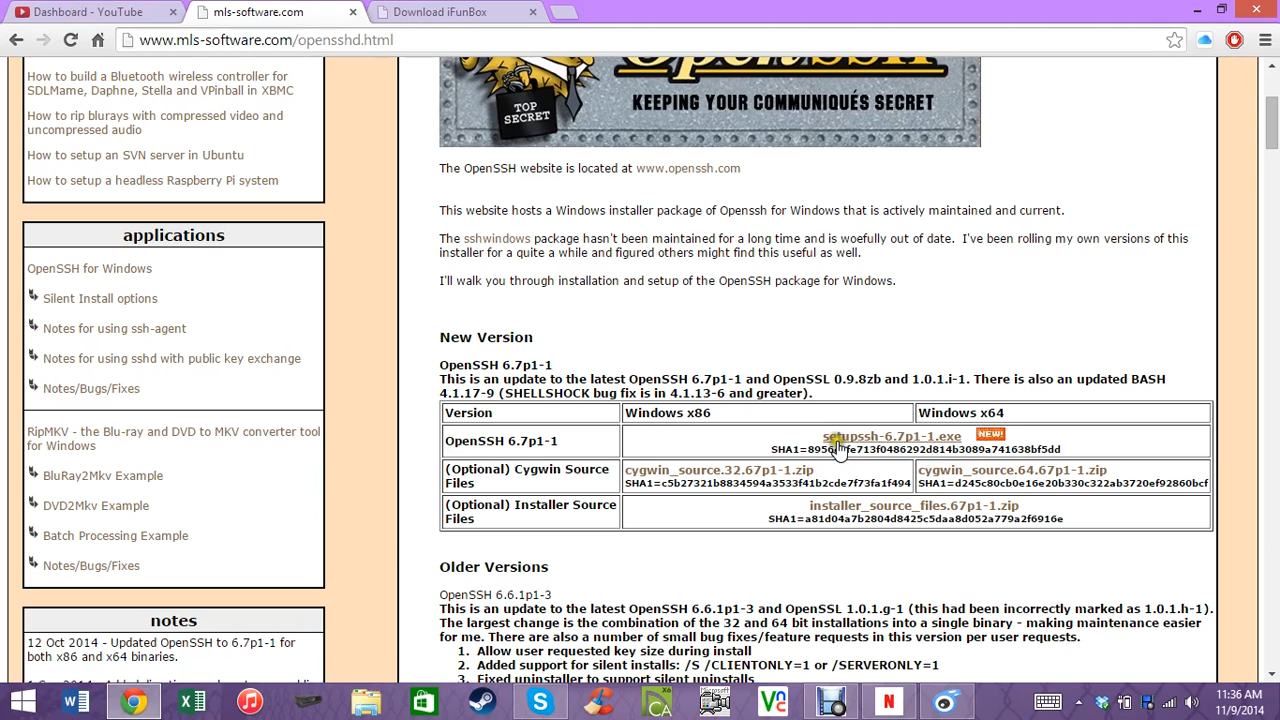 Dashboard - YouTube
mls-software.com
Download iFunBox
www.mls-software.com/opensshd.html
How to build a Bluetooth wireless controller for
SDLMame, Daphne, Stella and VPinball in XBMC
How to rip blurays with compressed video and
uncompressed audio
How to setup an SVN server in Ubuntu
How to setup a headless Raspberry Pi system
applications
OpenSSH for Windows
Silent Install options
Notes for using ssh-agent
Notes for using sshd with public key exchange
Notes/Bugs/Fixes
RipMKV - the Blu-ray and DVD to MKV converter tool
for Windows
BluRay2Mkv Example
DVD2Mkv Example
Batch Processing Example
Notes/Bugs/Fixes
notes
12 Oct 2014 - Updated OpenSSH to 6.7p1-1 for
both x86 and x64 binaries.
OpenSSH
TOP
SECRET
KEEPING YOUR COMMUNIQUÉS SECRET
The OpenSSH website is located at www.openssh.com
This website hosts a Windows installer package of Openssh for Windows that is actively maintained and current.
The sshwindows package hasn't been maintained for a long time and is woefully out of date. I've been rolling my own versions of this
installer for a quite a while and figured others might find this useful as well.
I'll walk you through installation and setup of the OpenSSH package for Windows.
New Version
OpenSSH 6.7p1-1
This is an update to the latest OpenSSH 6.7p1-1 and OpenSSL 0.9.8zb and 1.0.1.i-1. There is also an updated BASH
4.1.17-9 (SHELLSHOCK bug fix is in 4.1.13-6 and greater).
Version Windows x86 Windows x64
OpenSSH 6.7p1-1 setupssh-6.7p1-1.exe NEW!
(Optional) Cygwin Source
Files
cygwin_source.32.67p1-1.zip
SHA1=c5b27321b8834594a3533f41b2cde7f73fa1f494
cygwin_source.64.67p1-1.zip
SHA1=d245c80cb0e16e20b330c322ab3720ef92860bcf
(Optional) Installer Source
Files
installer_source_files.67p1-1.zip
SHA1=a81d04a7b2804d8425c5daa8d052a779a2f6916e
Older Versions
OpenSSH 6.6.1p1-3
This is an update to the latest OpenSSH 6.6.1p1-3 and OpenSSL 1.0.1.g-1 (this had been incorrectly marked as 1.0.1.h-1).
The largest change is the combination of the 32 and 64 bit installations into a single binary - making maintenance easier
for me. There are also a number of small bug fixes/feature requests in this version per user requests.
1. Allow user requested key size during install
2. Added support for silent installs: /S /CLIENTONLY=1 or /SERVERONLY=1
3. Fixed uninstaller to support silent uninstalls
11:36 AM
11/9/2014